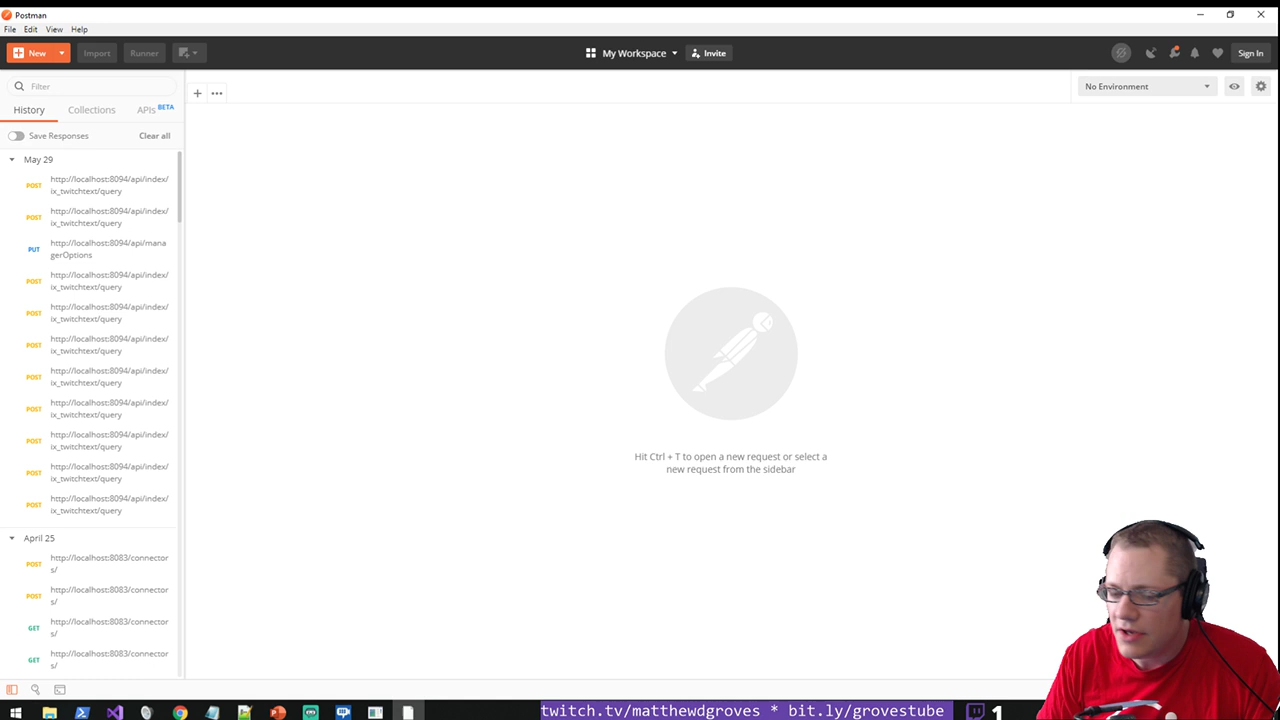 Postman
File Edit View Help
New Import Runner My Workspace Invite Sign In
Filter
No Environment
History Collections APIs BETA
Save Responses Clear all
May 29
POST http://localhost:8094/api/index/
ix_twitchtext/query
POST http://localhost:8094/api/index/
ix_twitchtext/query
PUT http://localhost:8094/api/mana
gerOptions
POST http://localhost:8094/api/index/
ix_twitchtext/query
POST http://localhost:8094/api/index/
ix_twitchtext/query
POST http://localhost:8094/api/index/
ix_twitchtext/query
POST http://localhost:8094/api/index/
ix_twitchtext/query
POST http://localhost:8094/api/index/
ix_twitchtext/query
POST http://localhost:8094/api/index/
ix_twitchtext/query
POST http://localhost:8094/api/index/
ix_twitchtext/query
POST http://localhost:8094/api/index/
ix_twitchtext/query
April 25
POST http://localhost:8083/connector
s/
POST http://localhost:8083/connector
s/
GET http://localhost:8083/connector
s/
GET http://localhost:8083/connector
s/
Hit Ctrl + T to open a new request or select a
new request from the sidebar
twitch.tv/matthewdgroves * bit.ly/grovestube
1